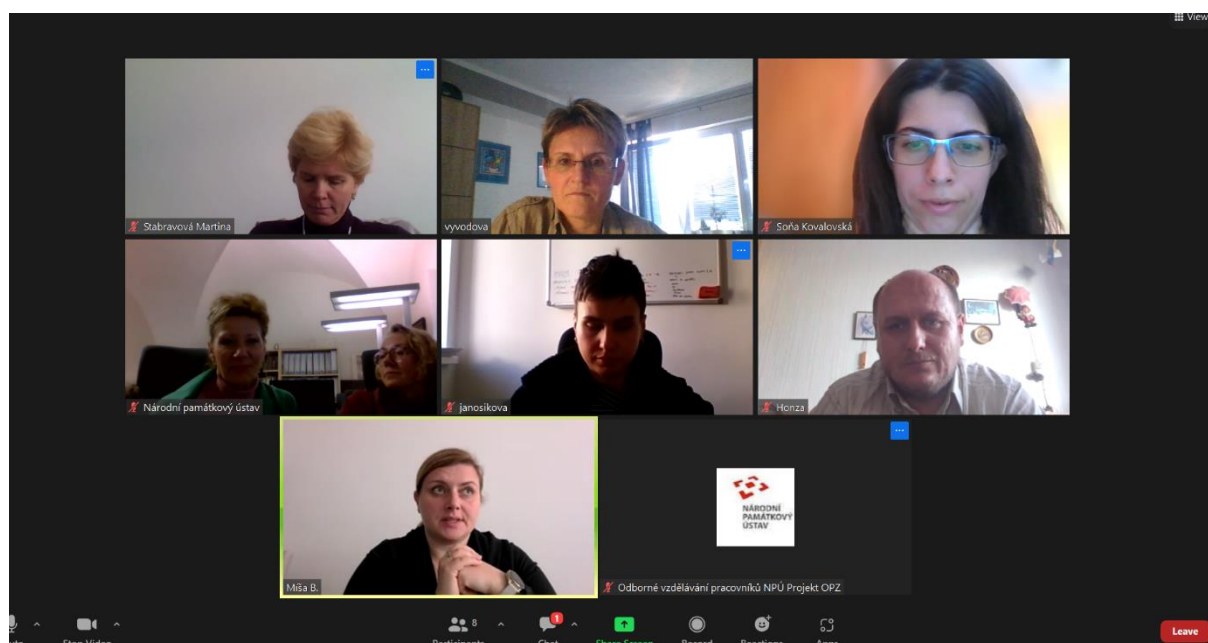 View
Stabravová Martina
vyvodova
Soňa Kovalovská
Národní památkový ústav
janosikova
Honza
Míša B.
NÁRODNÍ
PAMÁTKOVÝ
ÚSTAV
Odborné vzdělávání pracovníků NPÚ Projekt OPZ
8
1
Stop Video
Participants
Chat
Share Screen
Record
Reactions
Apps
Leave